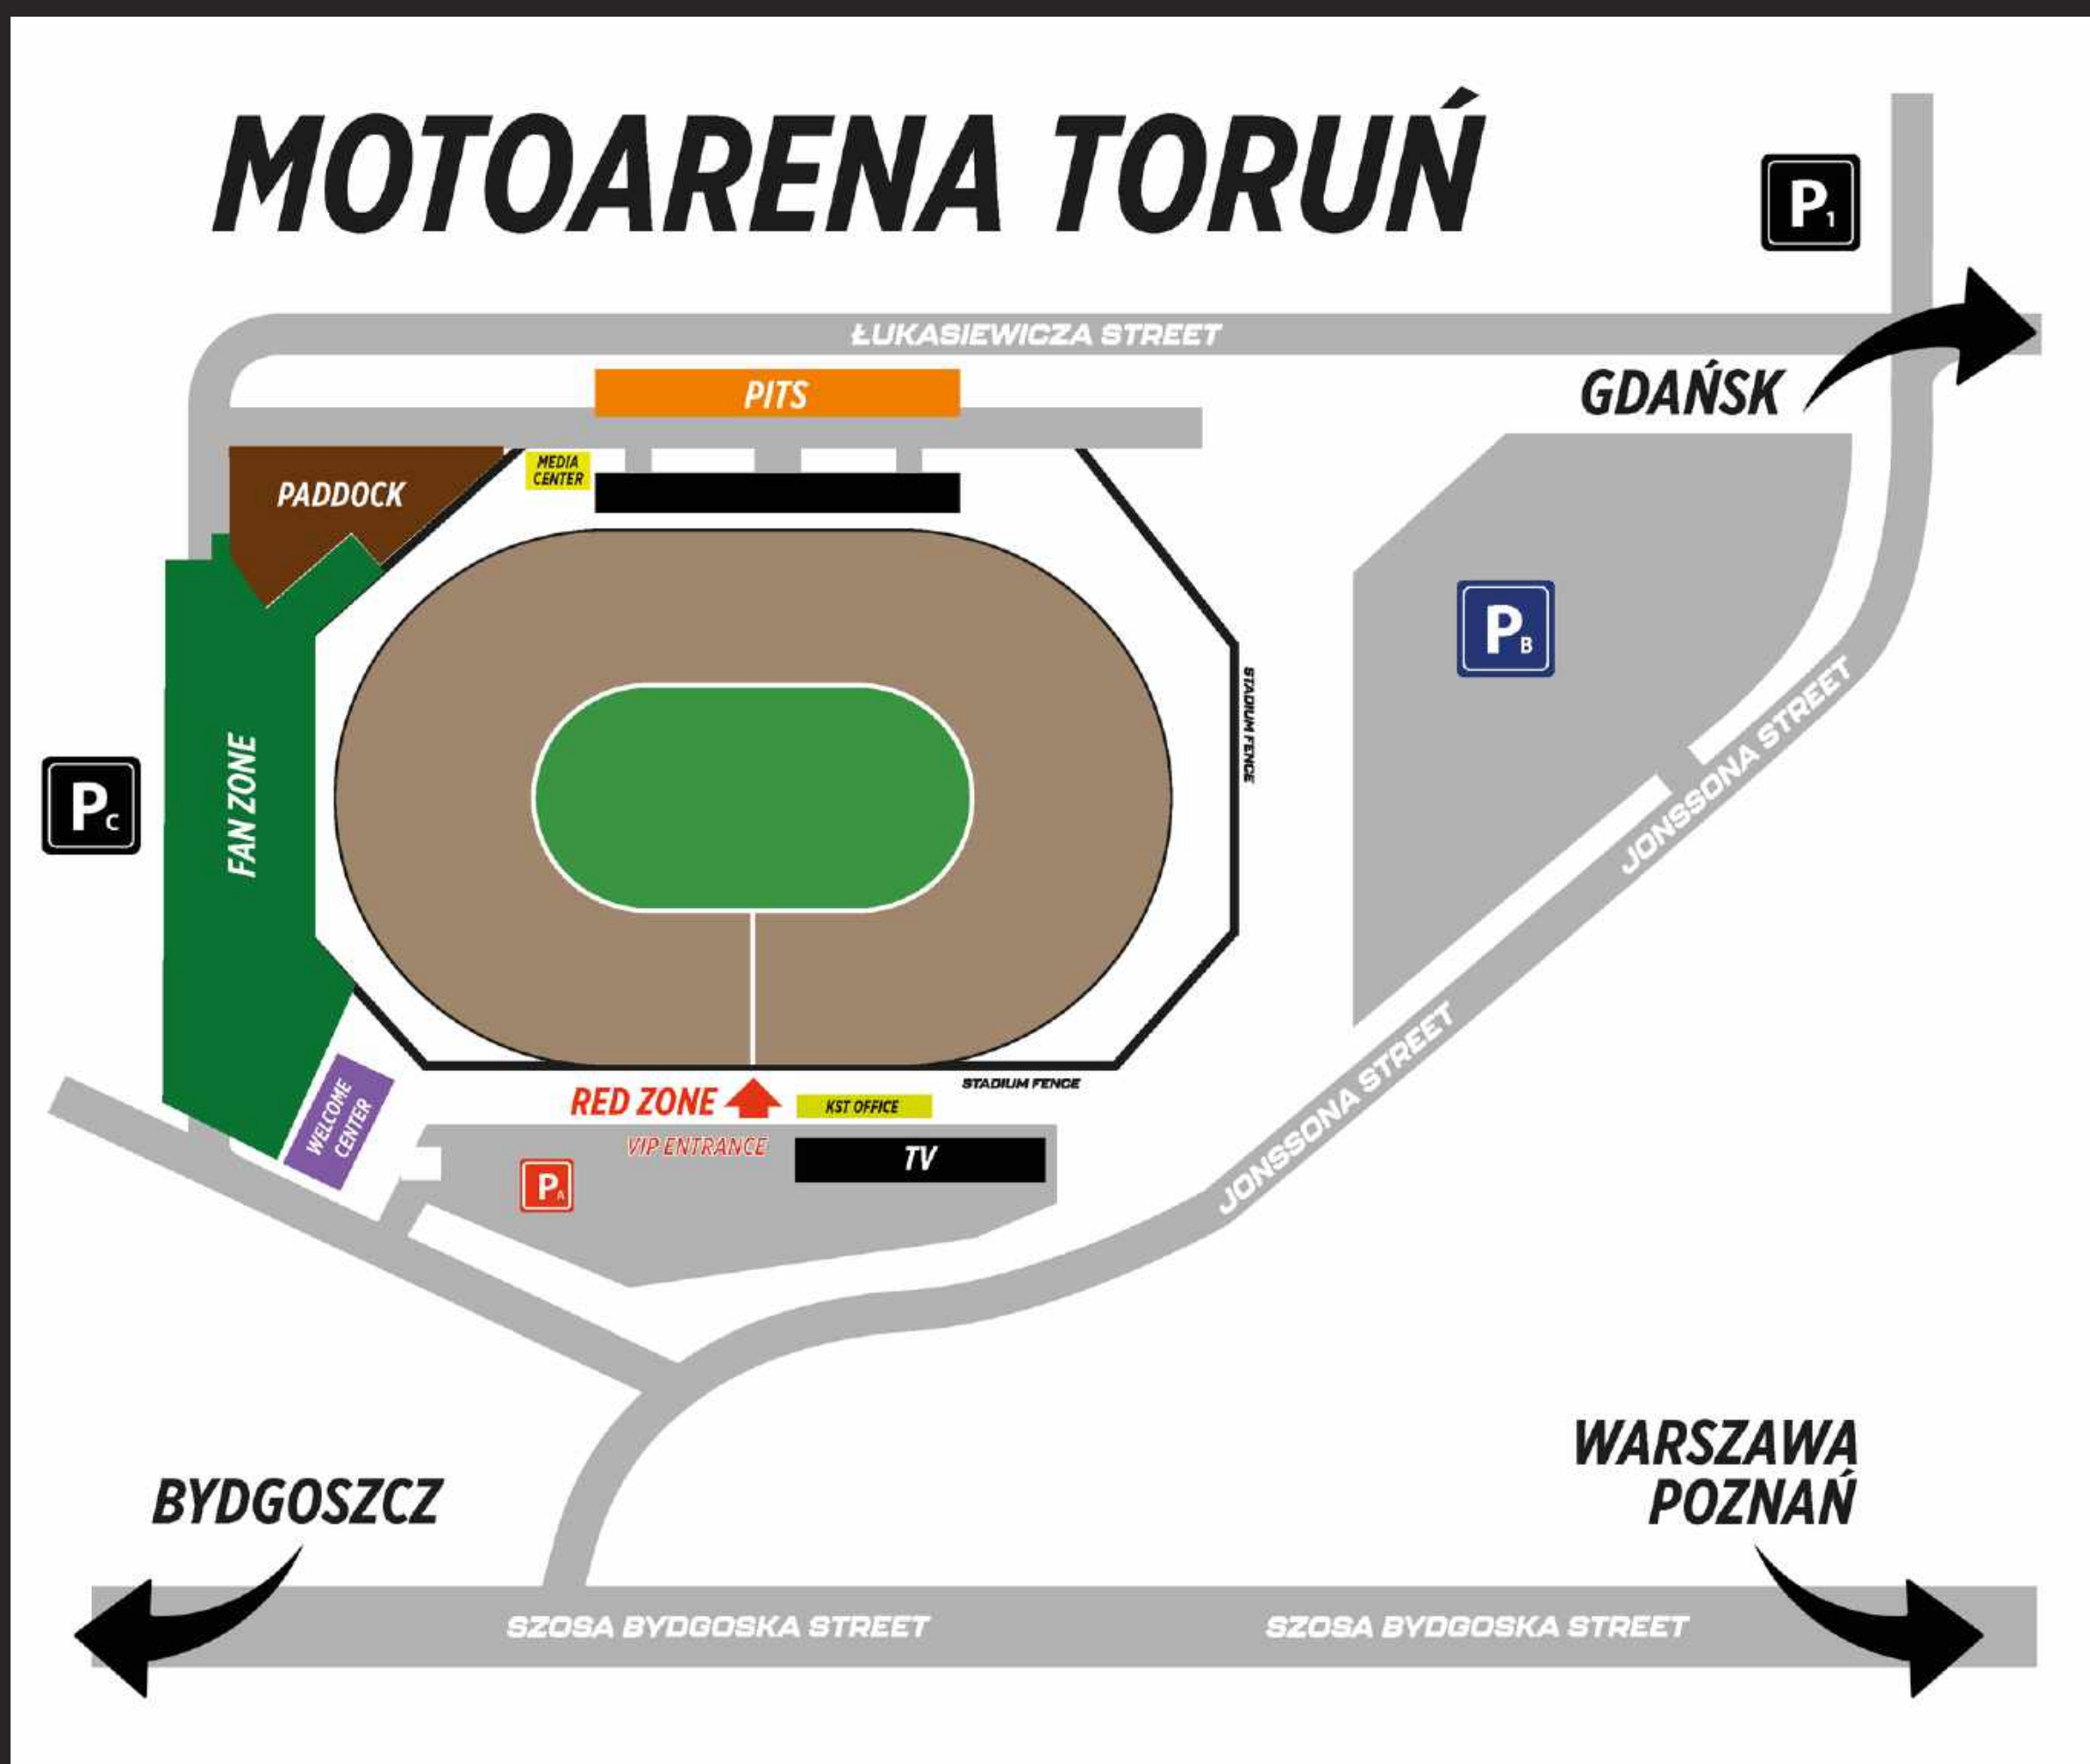 MOTOARENA TORUŃ
P1
ŁUKASIEWICZA STREET
GDAŃSK
PITS
MEDIA
CENTER
PADDOCK
PB
STADIUM FENCE
JONSSONA STREET
FAN ZONE
PC
JONSSONA STREET
WELCOME
CENTER
RED ZONE
STADIUM FENCE
KST OFFICE
VIP ENTRANCE
TV
PA
WARSZAWA
POZNAŃ
BYDGOSZCZ
SZOSA BYDGOSKA STREET
SZOSA BYDGOSKA STREET